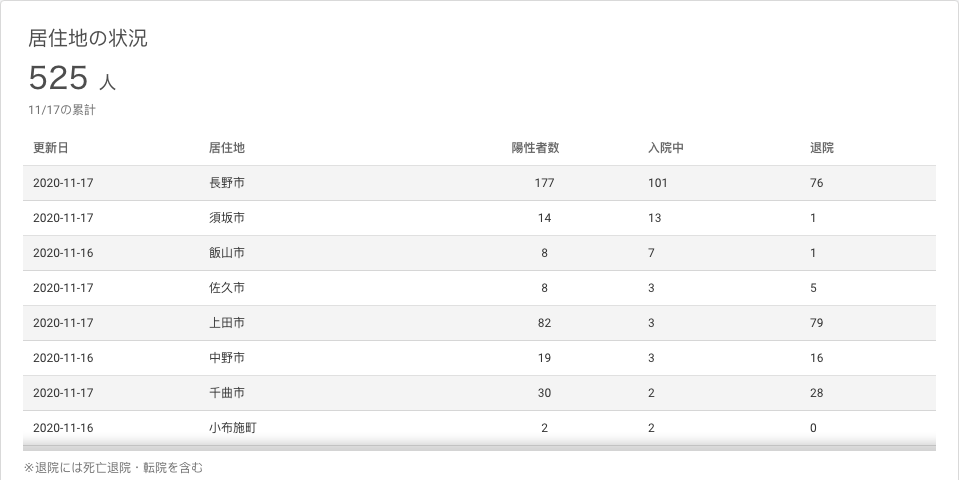 居住地の状況
525 人
11/17の累計
更新日 居住地 陽性者数 入院中 退院
2020-11-17 長野市 177 101 76
2020-11-17 須坂市 14 13 1
2020-11-16 飯山市 8 7 1
2020-11-17 佐久市 8 3 5
2020-11-17 上田市 82 3 79
2020-11-16 中野市 19 3 16
2020-11-17 千曲市 30 2 28
2020-11-16 小布施町 2 2 0
※退院には死亡退院・転院を含む